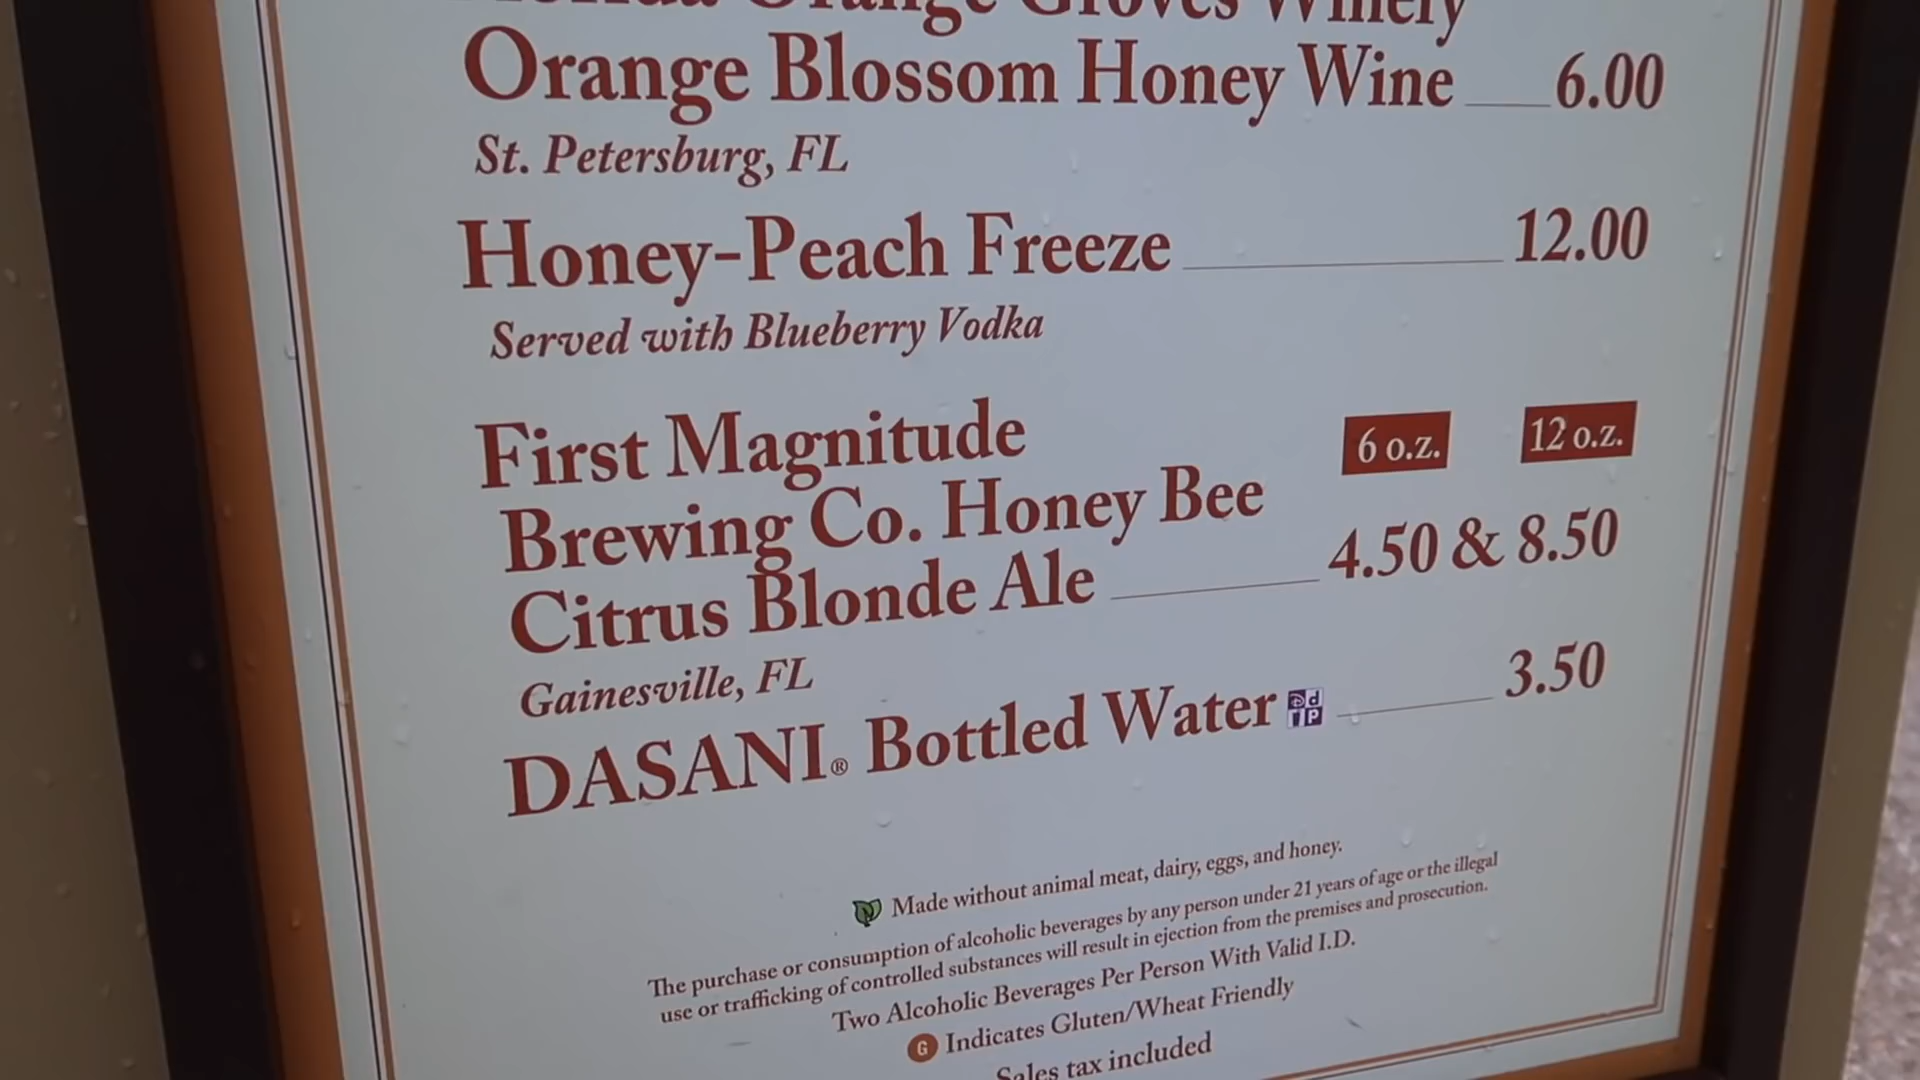 Orange Groves Winery
Orange Blossom Honey Wine 6.00
St. Petersburg, FL
Honey-Peach Freeze 12.00
Served with Blueberry Vodka
First Magnitude
6 o.z. 12 o.z.
Brewing Co. Honey Bee
Citrus Blonde Ale 4.50 & 8.50
Gainesville, FL
DASANI® Bottled Water 3.50
Made without animal meat, dairy, eggs, and honey.
The purchase or consumption of alcoholic beverages by any person under 21 years of age or the illegal
use or trafficking of controlled substances will result in ejection from the premises and prosecution.
Two Alcoholic Beverages Per Person With Valid I.D.
G Indicates Gluten/Wheat Friendly
Sales tax included